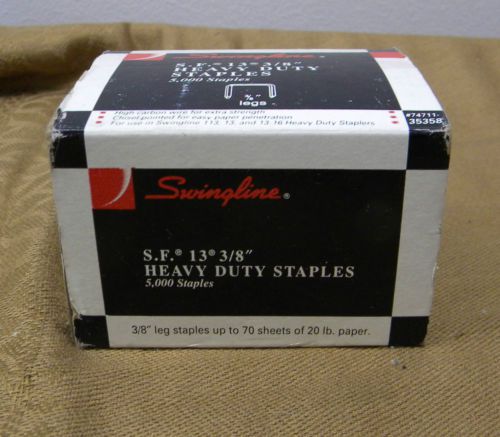 S.F.® 13® 3/8"
HEAVY DUTY
STAPLES
5,000 Staples
3/8"
legs
High carbon wire for extra strength
Chisel pointed for easy paper penetration
For use in Swingline 113, 13, and 13 16 Heavy Duty Staplers
#74711-
35358
Swingline®
S.F.® 13® 3/8"
HEAVY DUTY STAPLES
5,000 Staples
3/8" leg staples up to 70 sheets of 20 lb. paper.